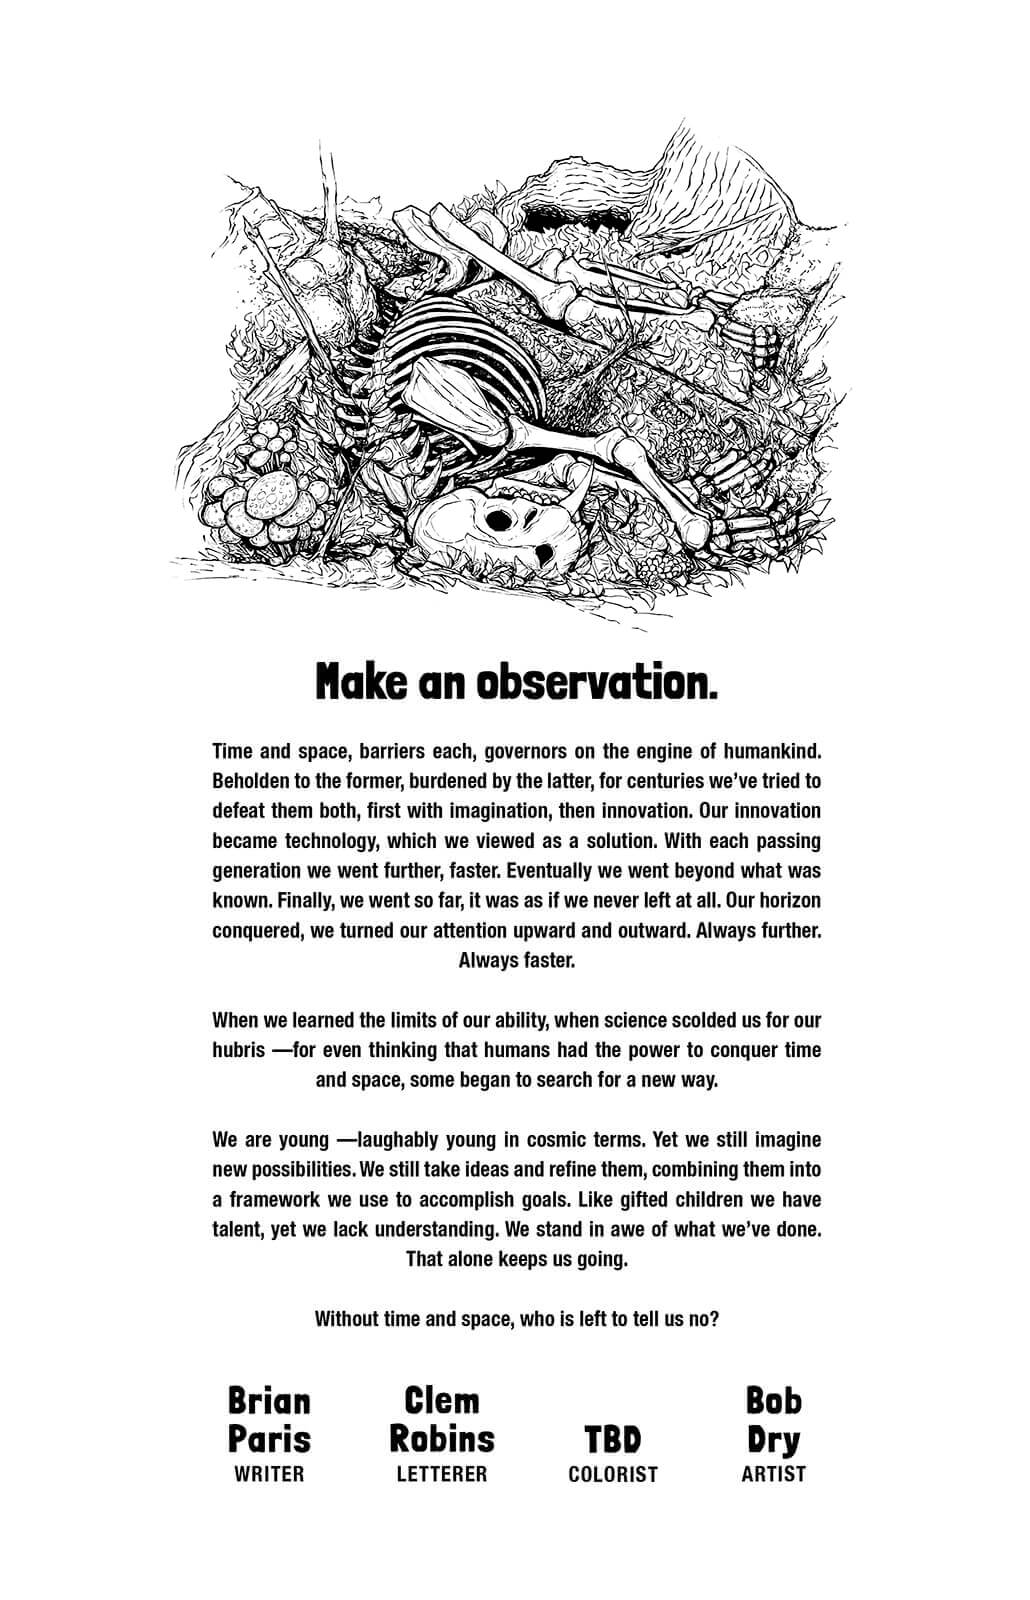 Make an observation.
Time and space, barriers each, governors on the engine of humankind.
Beholden to the former, burdened by the latter, for centuries we've tried to
defeat them both, first with imagination, then innovation. Our innovation
became technology, which we viewed as a solution. With each passing
generation we went further, faster. Eventually we went beyond what was
known. Finally, we went so far, it was as if we never left at all. Our horizon
conquered, we turned our attention upward and outward. Always further.
Always faster.
When we learned the limits of our ability, when science scolded us for our
hubris —for even thinking that humans had the power to conquer time
and space, some began to search for a new way.
We are young —laughably young in cosmic terms. Yet we still imagine
new possibilities. We still take ideas and refine them, combining them into
a framework we use to accomplish goals. Like gifted children we have
talent, yet we lack understanding. We stand in awe of what we've done.
That alone keeps us going.
Without time and space, who is left to tell us no?
Brian
Paris
WRITER
Clem
Robins
LETTERER
TBD
COLORIST
Bob
Dry
ARTIST